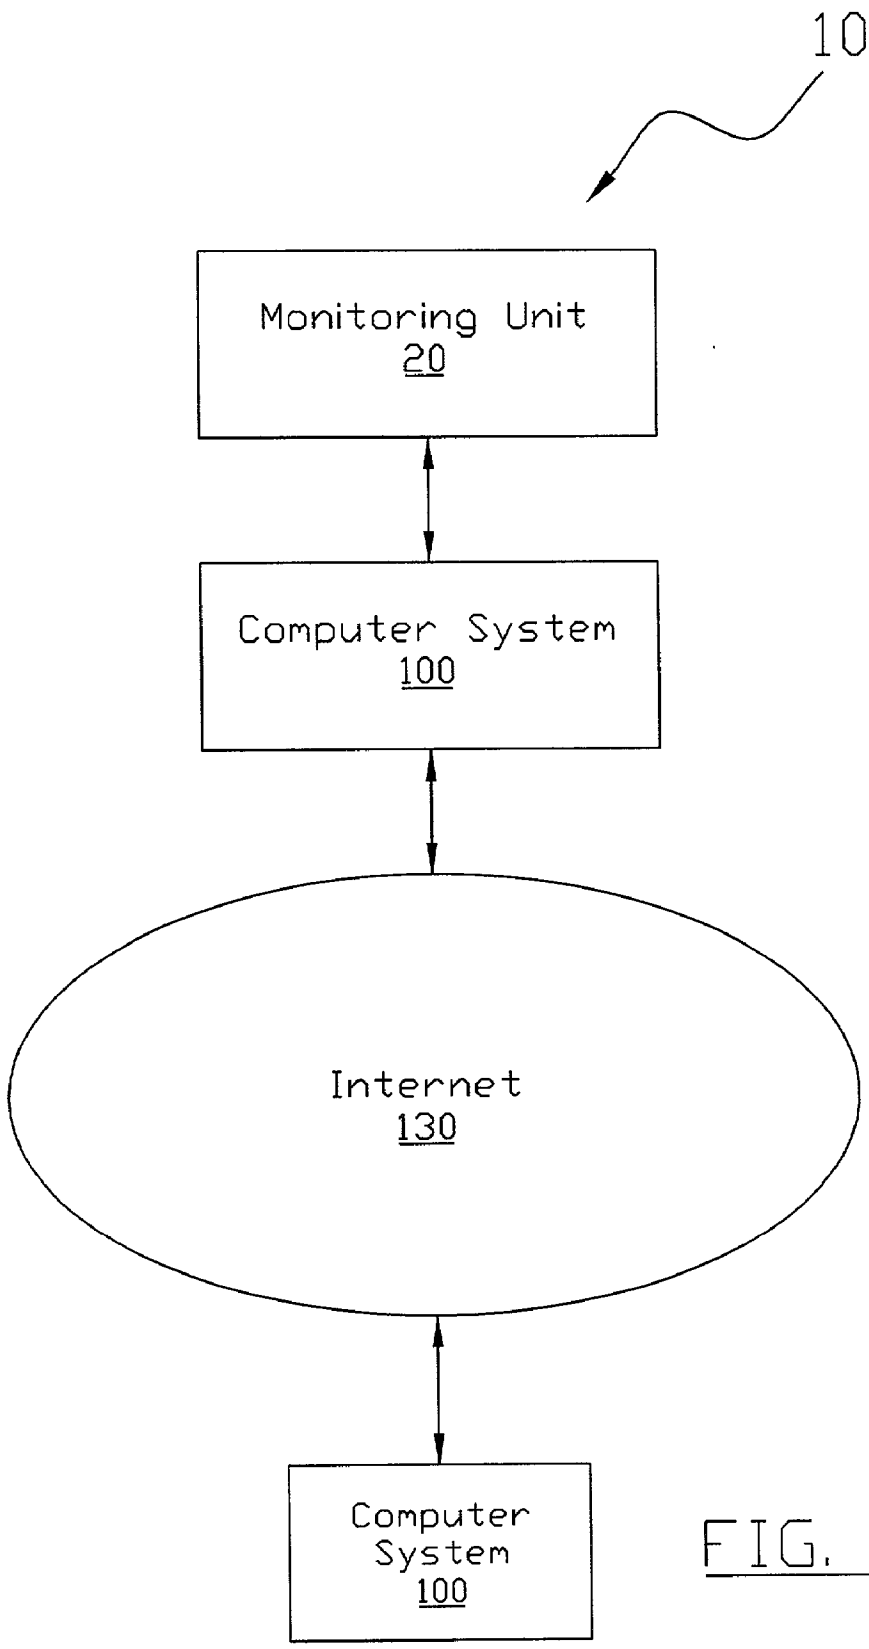 10
Monitoring Unit
20
Computer System
100
Internet
130
Computer
System
100
FIG.